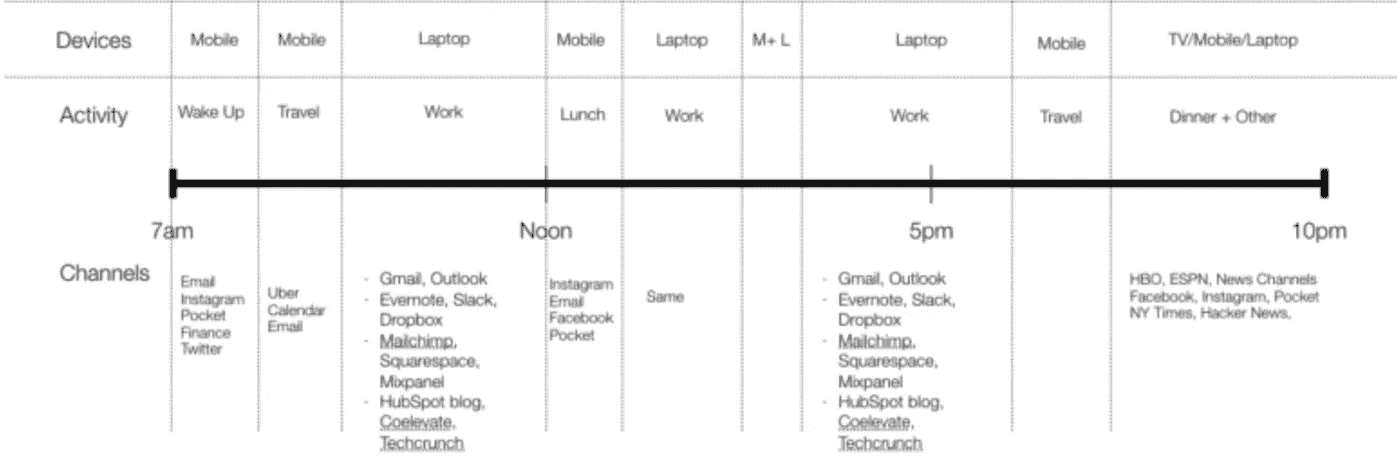 Devices Mobile Mobile Laptop Mobile Laptop M+ L Laptop Mobile TV/Mobile/Laptop
Activity Wake Up Travel Work Lunch Work Work Travel Dinner + Other
7am Noon 5pm 10pm
Channels
Email
Instagram
Pocket
Finance
Twitter
Uber
Calendar
Email
- Gmail, Outlook
- Evernote, Slack,
Dropbox
- Mailchimp,
Squarespace,
Mixpanel
- HubSpot blog,
Coelevate,
Techcrunch
Instagram
Email
Facebook
Pocket
Same
- Gmail, Outlook
- Evernote, Slack,
Dropbox
- Mailchimp,
Squarespace,
Mixpanel
- HubSpot blog,
Coelevate,
Techcrunch
HBO, ESPN, News Channels
Facebook, Instagram, Pocket
NY Times, Hacker News,